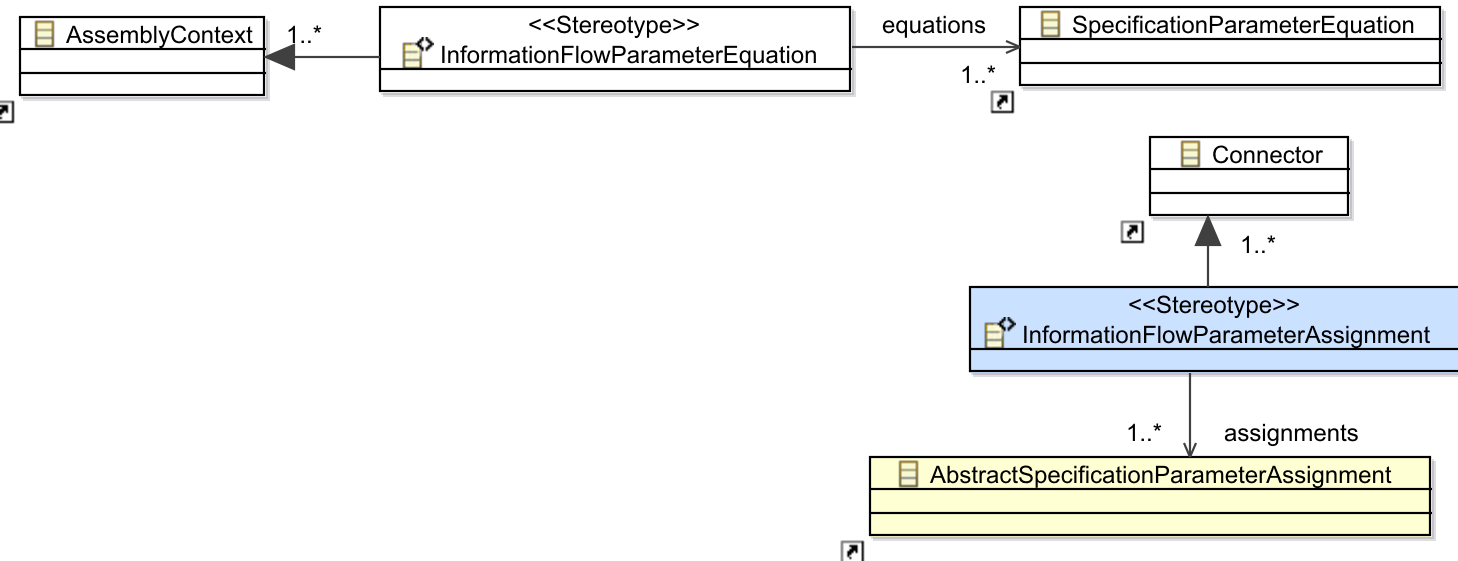 AssemblyContext
1..*
<<Stereotype>>
InformationFlowParameterEquation
equations
1..*
SpecificationParameterEquation
Connector
1..*
<<Stereotype>>
InformationFlowParameterAssignment
1..*
assignments
AbstractSpecificationParameterAssignment